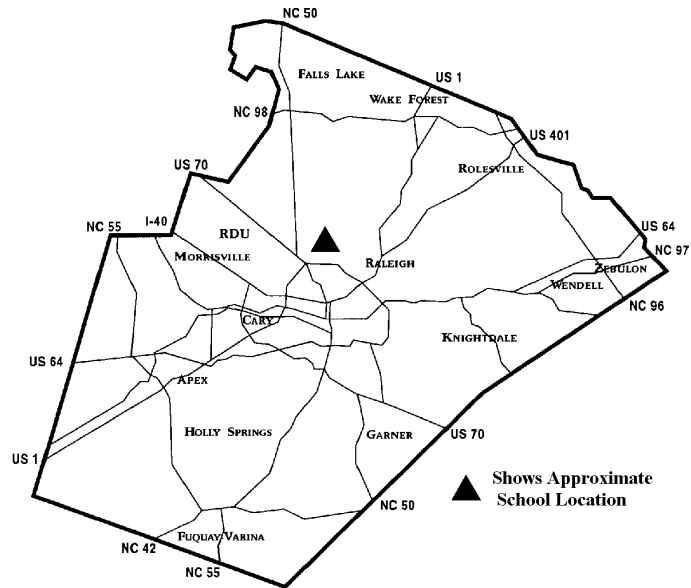 NC 50
FALLS LAKE
US 1
WAKE FOREST
NC 98
US 401
US 70
ROLESVILLE
NC 55
I-40
RDU
US 64
MORRISVILLE
RALEIGH
NC 97
ZEBULON
WENDELL
NC 96
CARY
KNIGHTDALE
US 64
APEX
HOLLY SPRINGS
GARNER
US 70
US 1
Shows Approximate
School Location
NC 50
FUQUAY VARINA
NC 42
NC 55